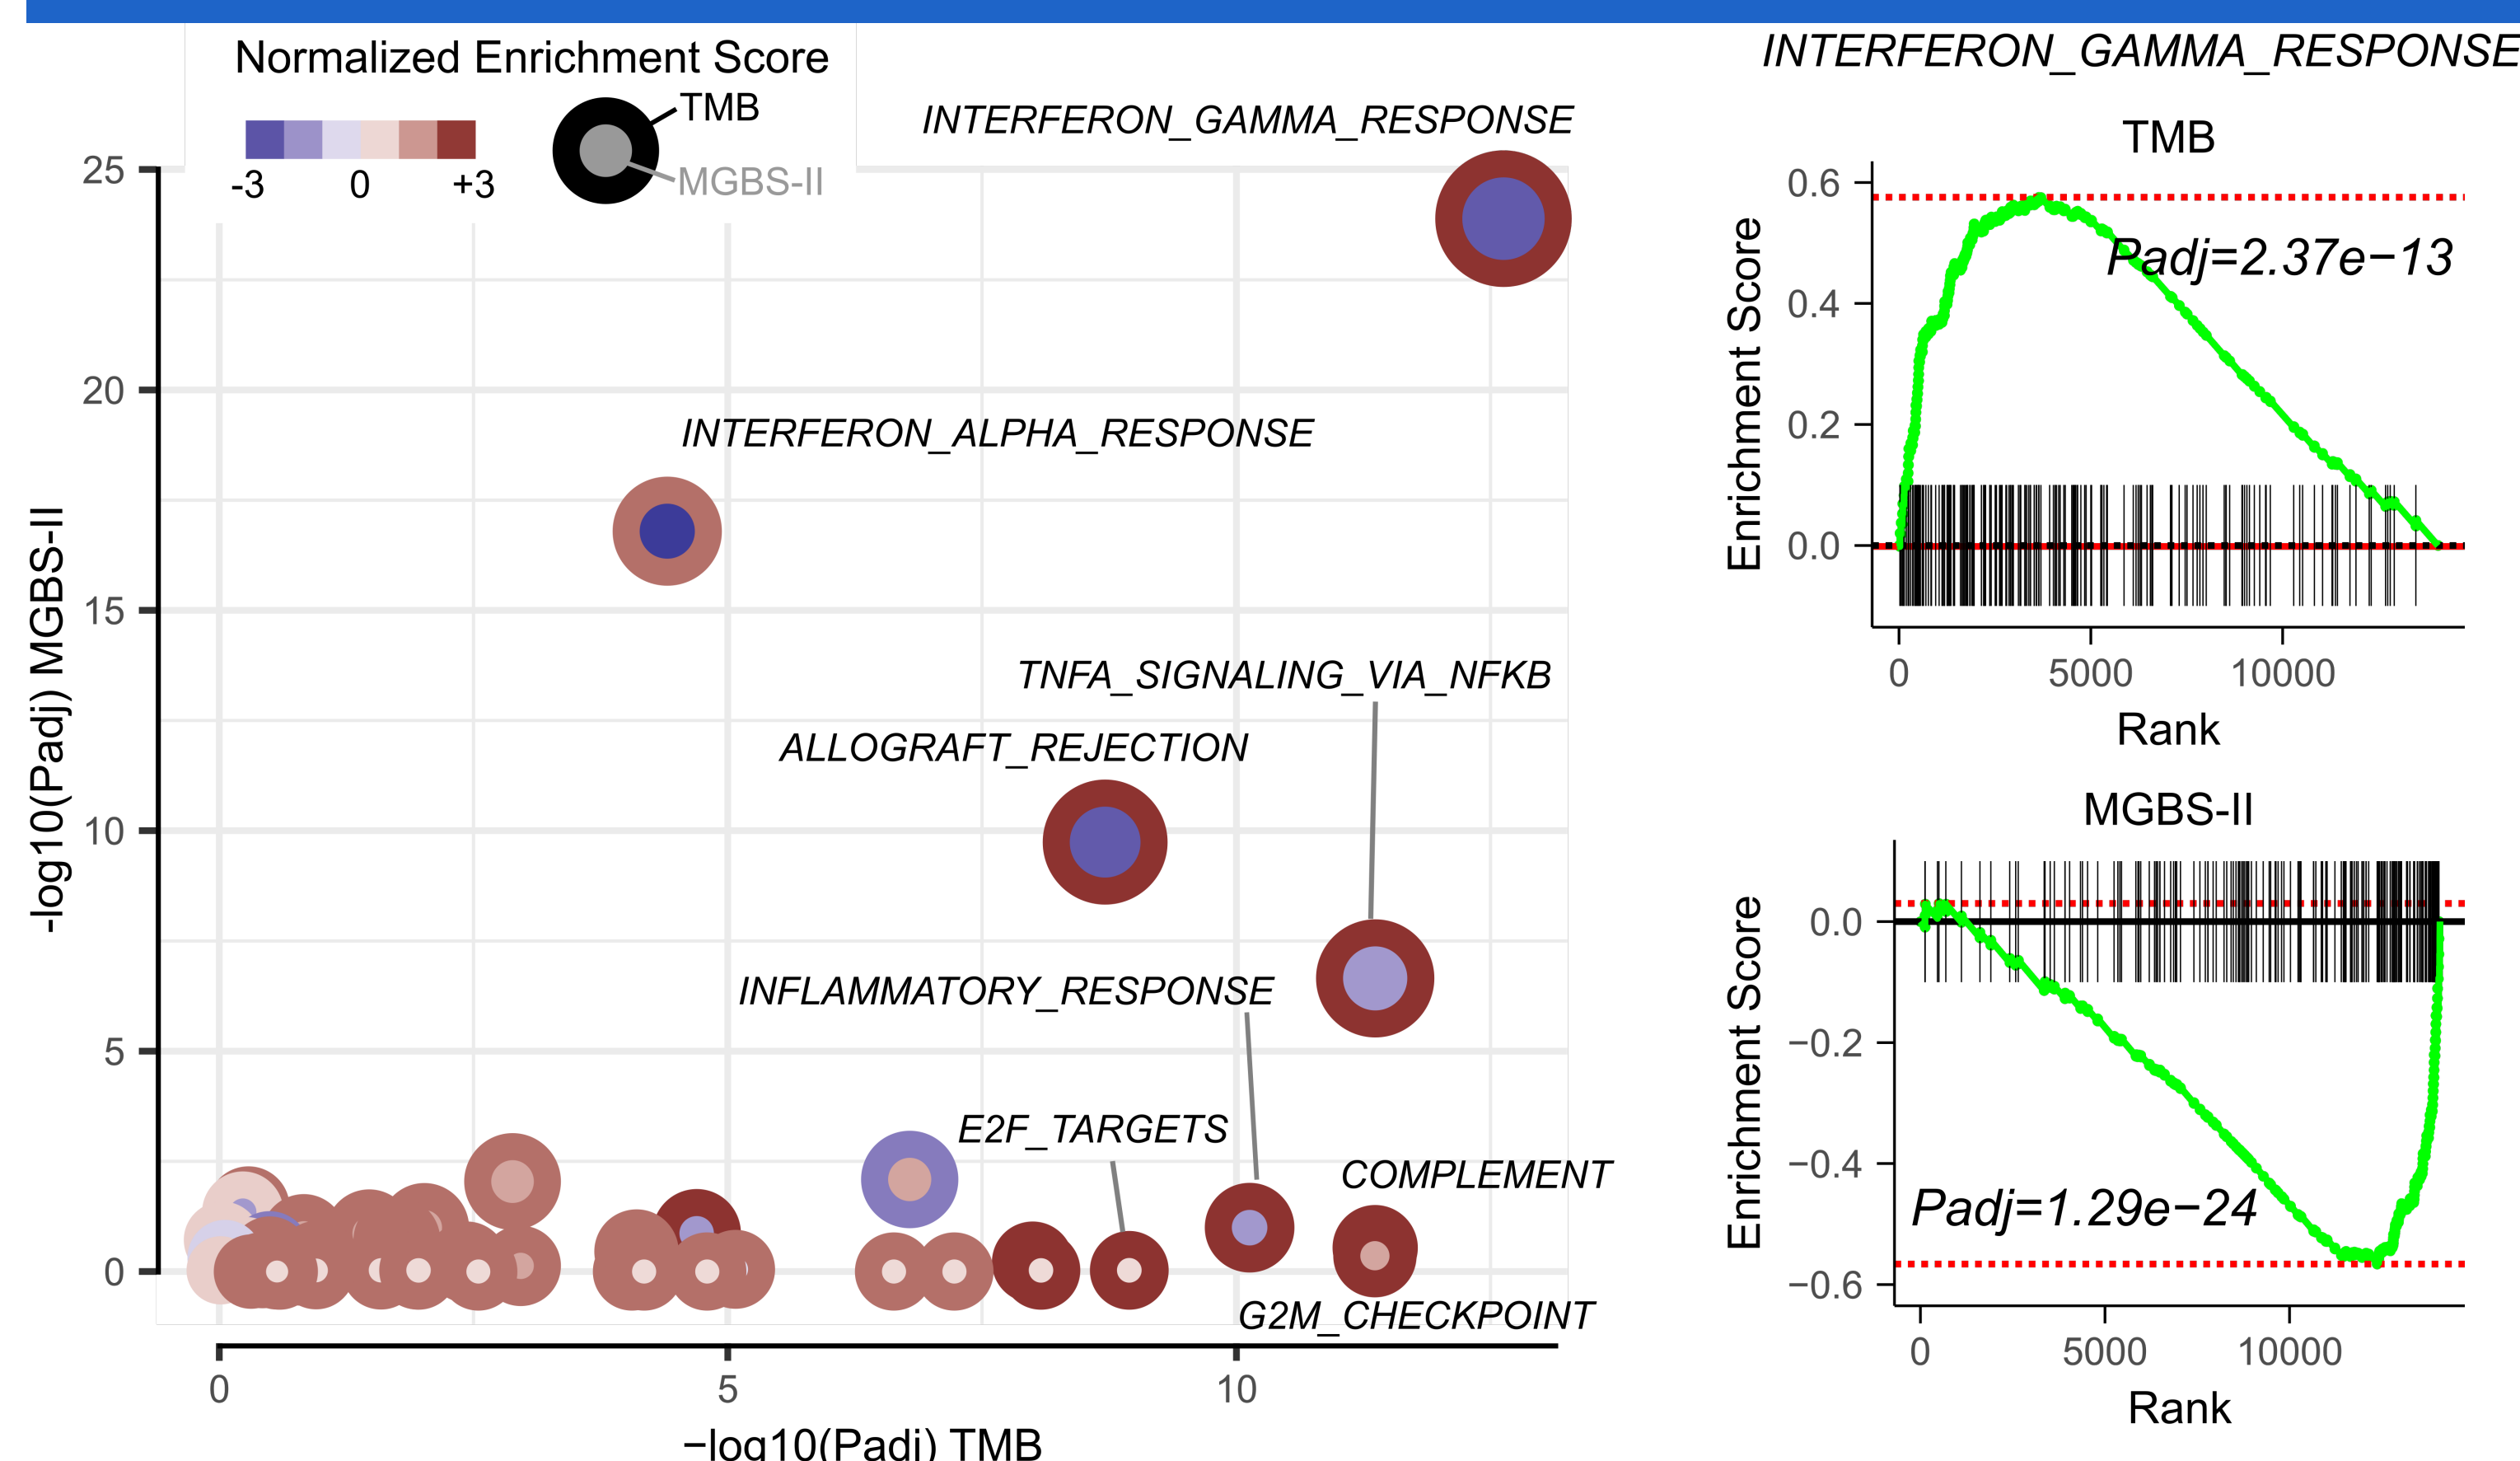 Normalized Enrichment Score
TMB
MGBS-II
-3 0 +3
INTERFERON_GAMMA_RESPONSE
INTERFERON_ALPHA_RESPONSE
TNFA_SIGNALING_VIA_NFKB
ALLOGRAFT_REJECTION
INFLAMMATORY_RESPONSE
E2F_TARGETS
COMPLEMENT
G2M_CHECKPOINT
-log10(Padj) MGBS-II
25
20
15
10
5
0
0 5 10
−log10(Padj) TMB
INTERFERON_GAMMA_RESPONSE
TMB
Enrichment Score
0.6
0.4
0.2
0.0
Padj=2.37e−13
0 5000 10000
Rank
MGBS-II
Enrichment Score
0.0
−0.2
−0.4
−0.6
Padj=1.29e−24
0 5000 10000
Rank